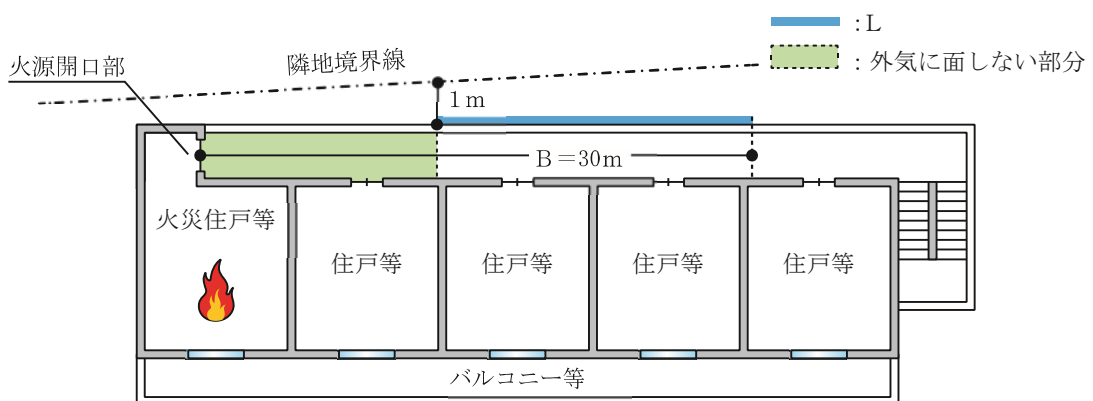 ：L
：外気に面しない部分
隣地境界線
火源開口部
1m
B＝30m
火災住戸等
住戸等
住戸等
住戸等
住戸等
バルコニー等